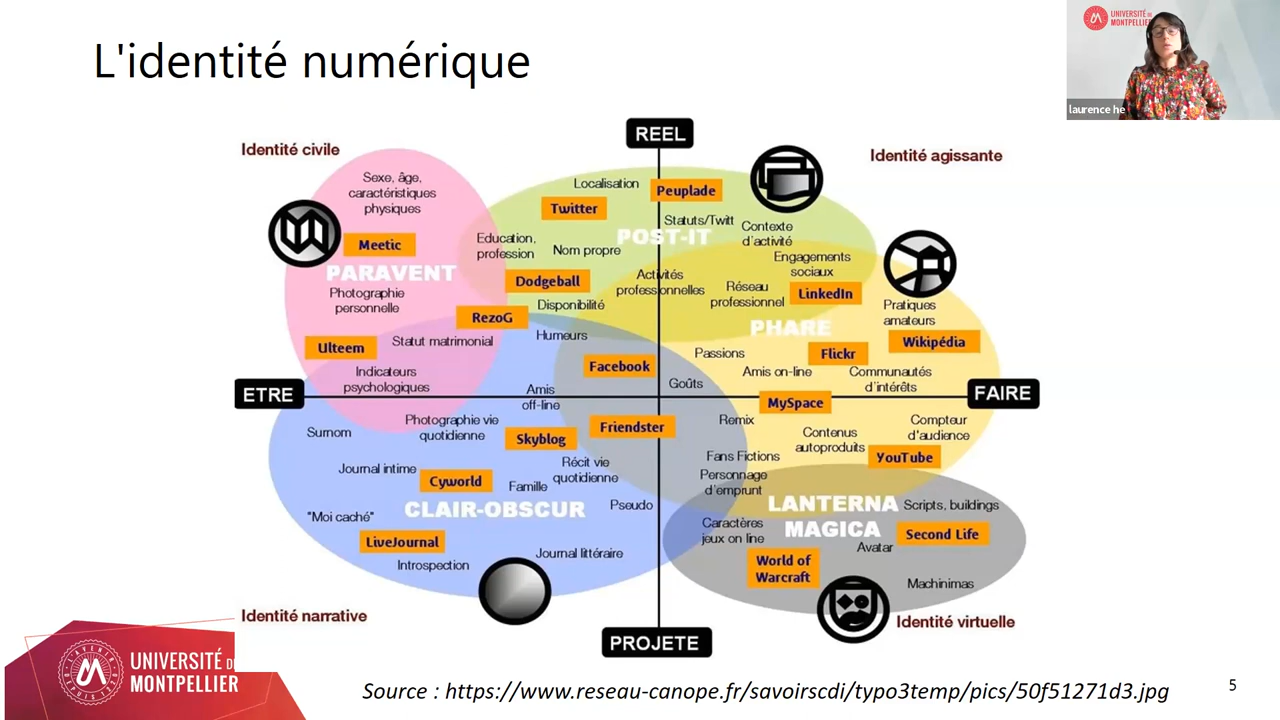 L'identité numérique
UNIVERSITÉ DE
MONTPELLIER
laurence he
REEL
Identité civile
Identité agissante
Sexe, âge,
caractéristiques
physiques
Localisation
Peuplade
Twitter
Statuts/Twitt
Contexte
d'activité
POST-IT
Meetic
Education,
profession
Nom propre
Engagements
sociaux
PARAVENT
Dodgeball
Activités
professionnelles
Réseau
professionnel
LinkedIn
Photographie
personnelle
Disponibilité
Pratiques
amateurs
RezoG
PHARE
Humeurs
Ulteem
Statut matrimonial
Wikipédia
Passions
Flickr
Facebook
Indicateurs
psychologiques
Goûts
Amis on-line
Communautés
d'intérêts
ETRE
FAIRE
Amis
off-line
MySpace
Surnom
Photographie vie
quotidienne
Skyblog
Friendster
Remix
Contenus
autoproduits
Compteur
d'audience
Journal intime
Récit vie
quotidienne
Fans Fictions
YouTube
Cyworld
Famille
Personnage
d'emprunt
"Moi caché"
CLAIR-OBSCUR
Pseudo
LANTERNA
MAGICA
Scripts, buildings
Caractères
jeux on line
LiveJournal
Second Life
Avatar
Introspection
Journal littéraire
World of
Warcraft
Machinimas
Identité narrative
Identité virtuelle
PROJETE
UNIVERSITÉ DE
MONTPELLIER
Source : https://www.reseau-canope.fr/savoirscdi/typo3temp/pics/50f51271d3.jpg
5